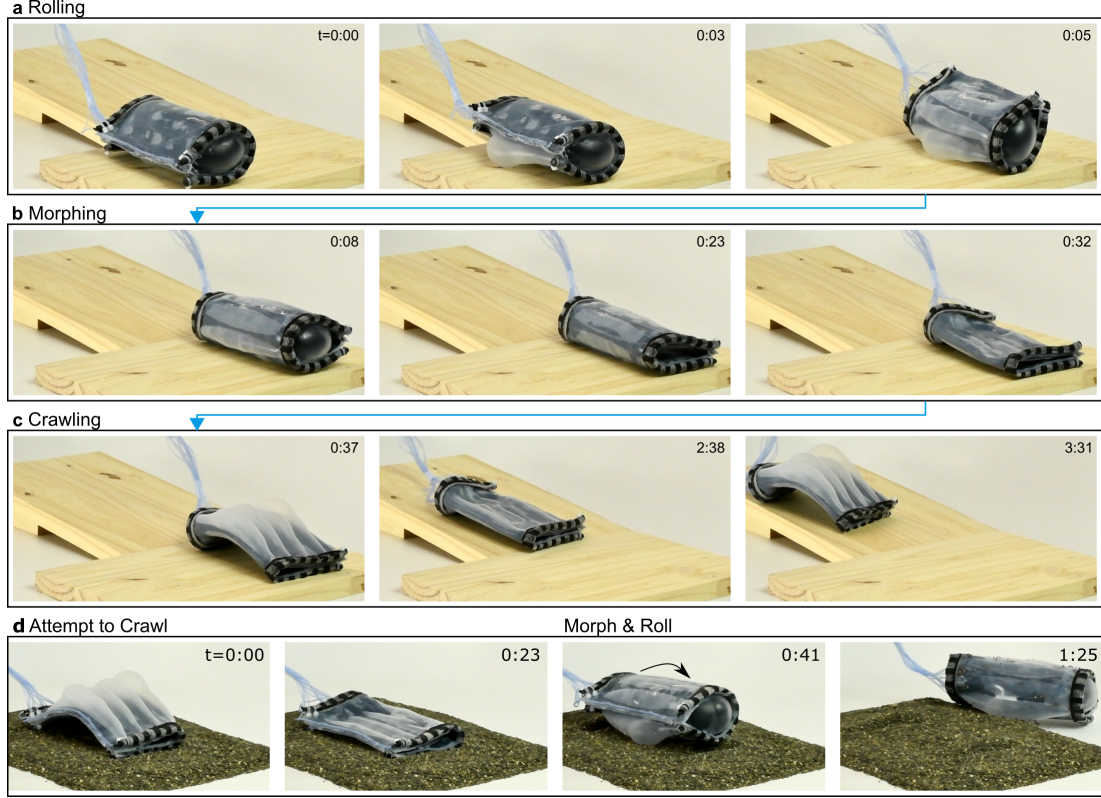 a Rolling
t=0:00
0:03
0:05
b Morphing
0:08
0:23
0:32
c Crawling
0:37
2:38
3:31
d Attempt to Crawl
Morph & Roll
t=0:00
0:23
0:41
1:25